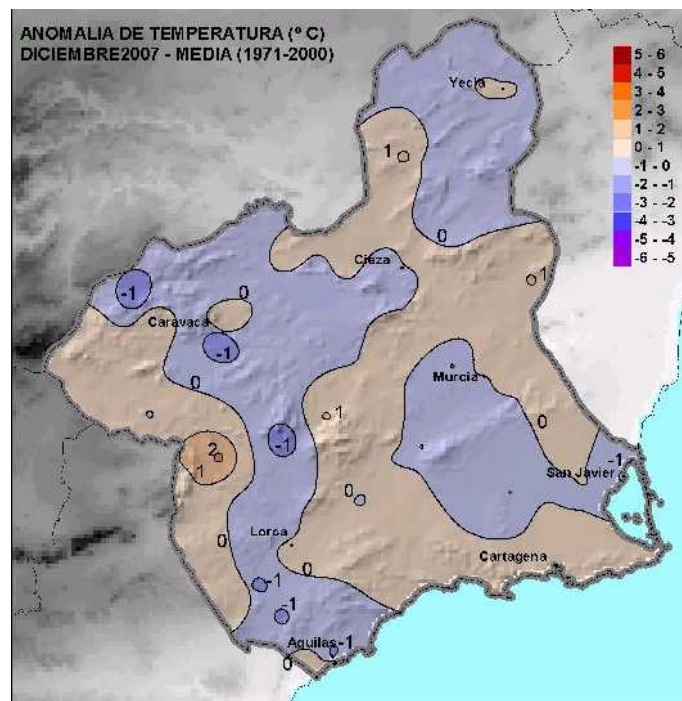 ANOMALIA DE TEMPERATURA (º C)
DICIEMBRE2007 - MEDIA (1971-2000)
5 - 6
4 - 5
3 - 4
2 - 3
1 - 2
0 - 1
-1 - 0
-2 - -1
-3 - -2
-4 - -3
-5 - -4
-6 - -5
Yecla
1
0
Cieza
1
-1
0
Caravaca
-1
Murcia
0
1
0
-1
2
1
-1
San Javier
0
Lorca
0
0
Cartagena
-1
-1
Aguilas
-1
0